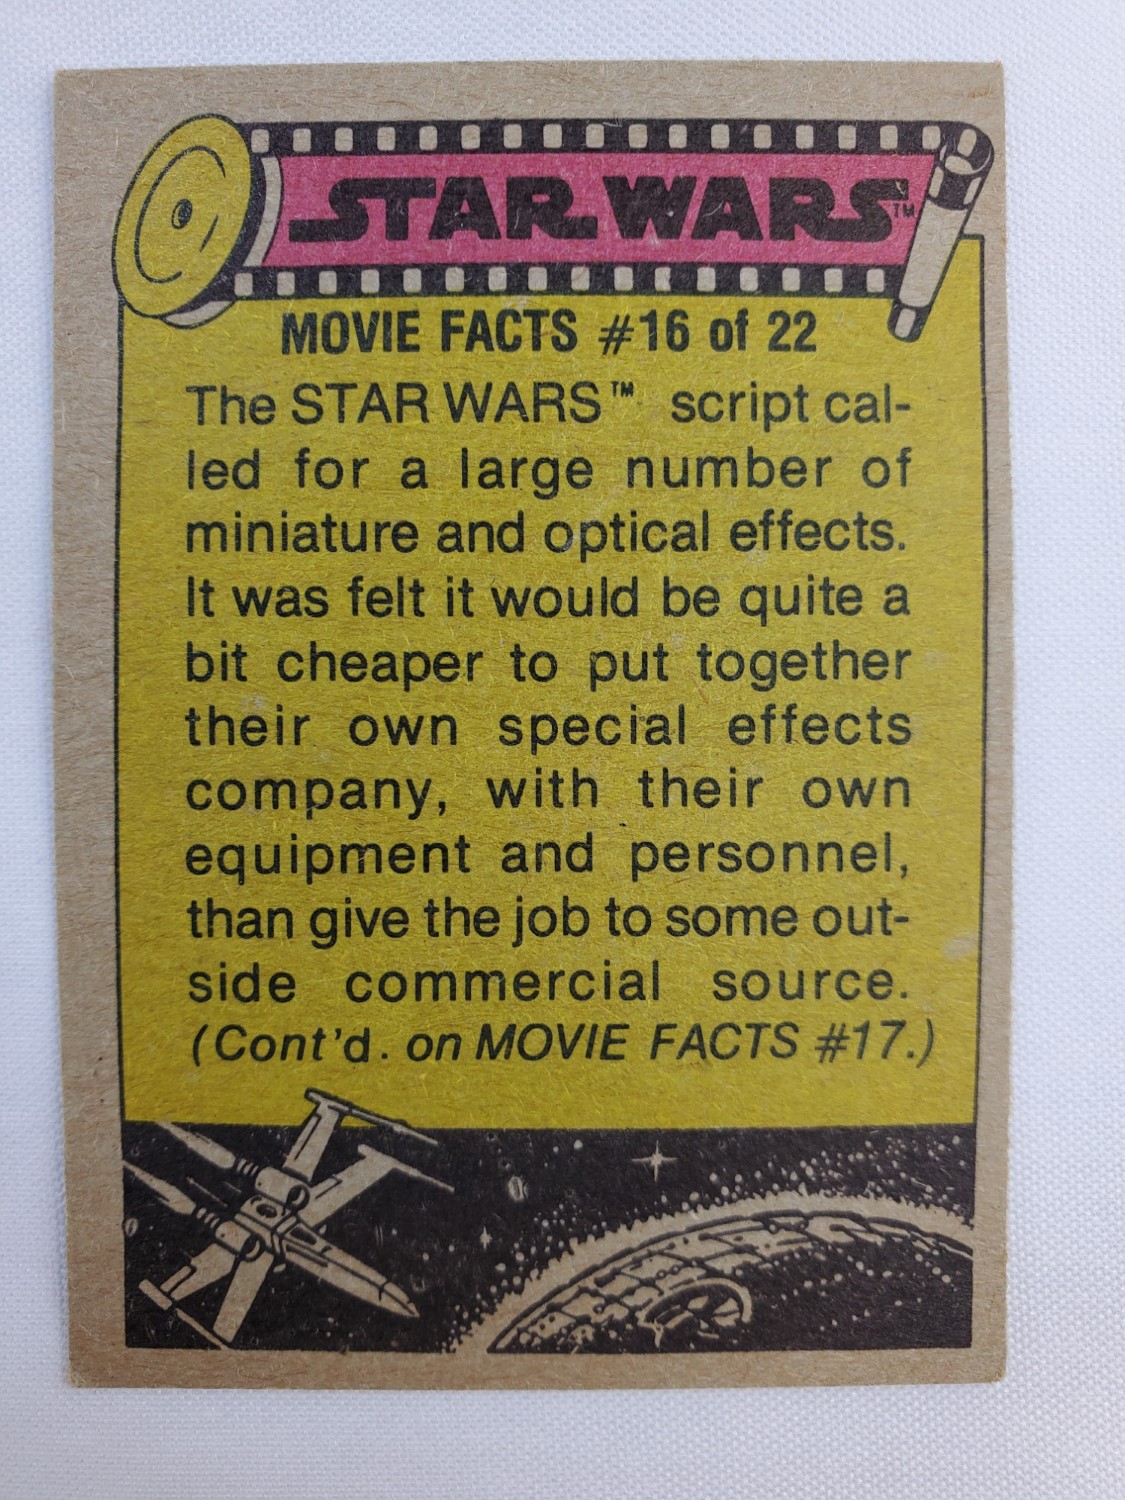 STAR WARS™
MOVIE FACTS #16 of 22
The STAR WARS™ script cal-
led for a large number of
miniature and optical effects.
It was felt it would be quite a
bit cheaper to put together
their own special effects
company, with their own
equipment and personnel,
than give the job to some out-
side commercial source.
(Cont'd. on MOVIE FACTS #17.)